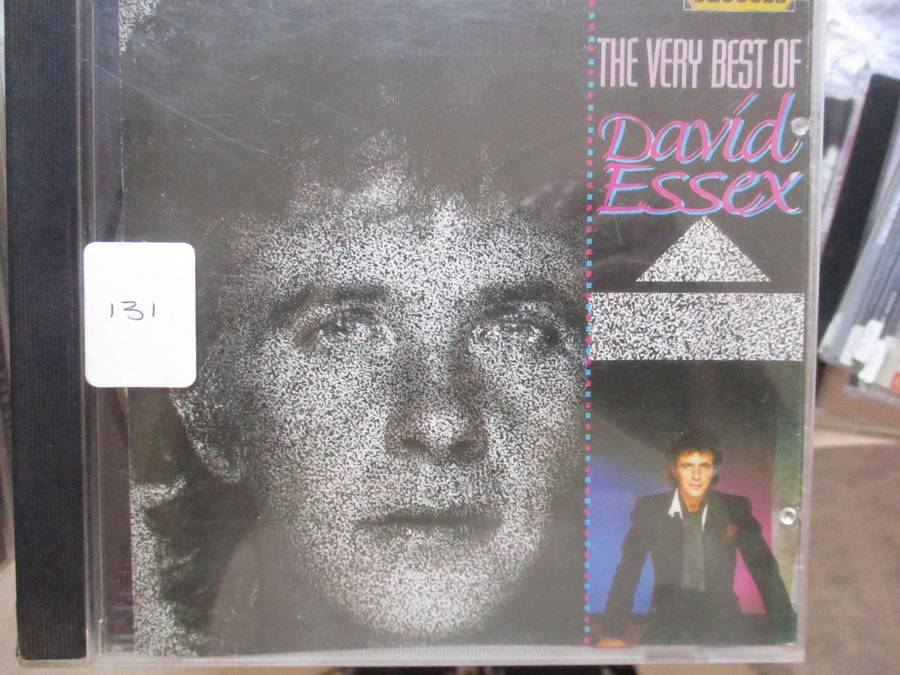 THE VERY BEST OF
David
Essex
131